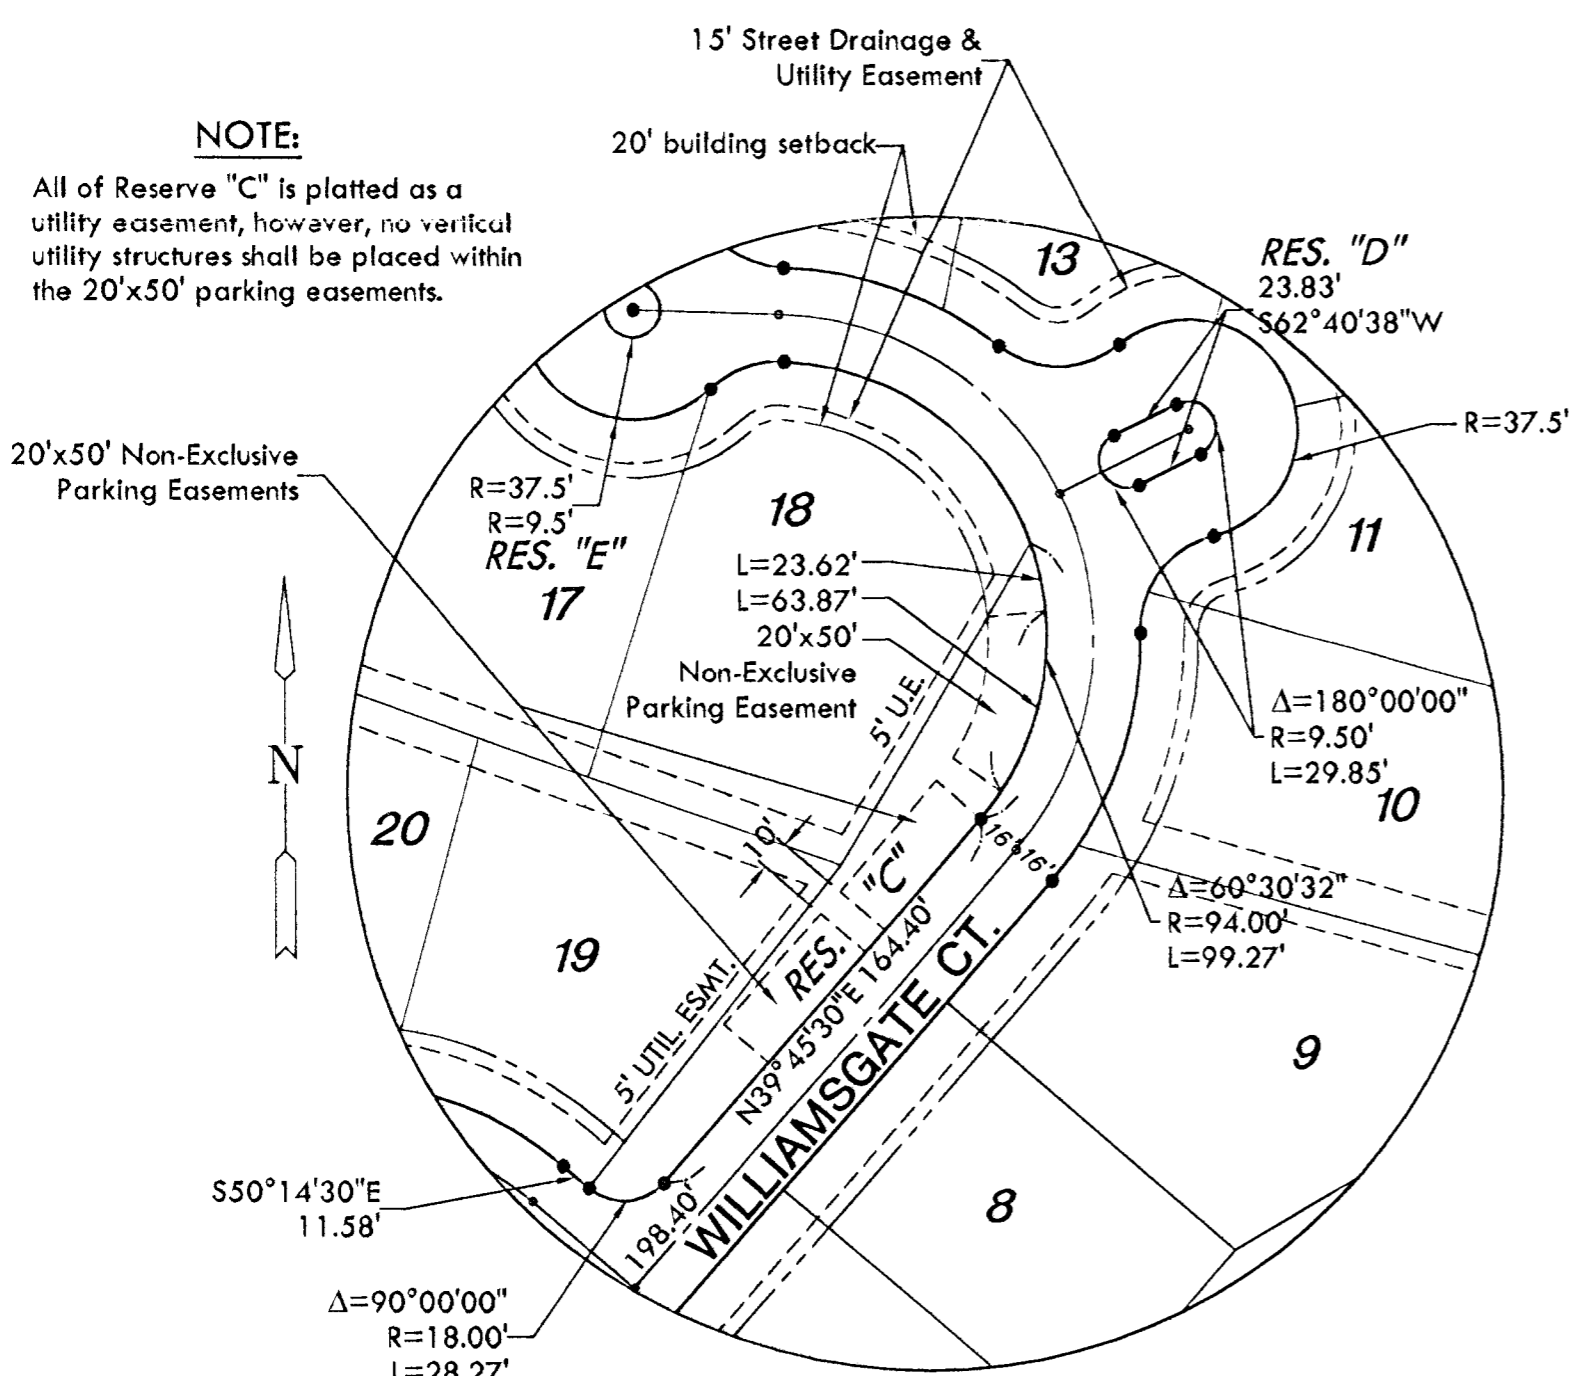 15' Street Drainage &
Utility Easement
20' building setback
NOTE:
All of Reserve "C" is platted as a
utility easement, however, no vertical
utility structures shall be placed within
the 20'x50' parking easements.
13
RES. "D"
23.83'
S62°40'38"W
R=37.5'
20'x50' Non-Exclusive
Parking Easements
R=37.5'
R=9.5'
RES. "E"
18
11
17
L=23.62'
L=63.87'
20'x50'
Non-Exclusive
Parking Easement
5' U.E.
Δ=180°00'00"
R=9.50'
L=29.85'
N
10
20
10'
16'
16'
"C"
RES.
Δ=60°30'32"
R=94.00'
L=99.27'
19
5' UTIL. ESMT.
N39°45'30"E 164.40'
WILLIAMSGATE CT.
9
8
S50°14'30"E
11.58'
198.40'
Δ=90°00'00"
R=18.00'
L=28.27'